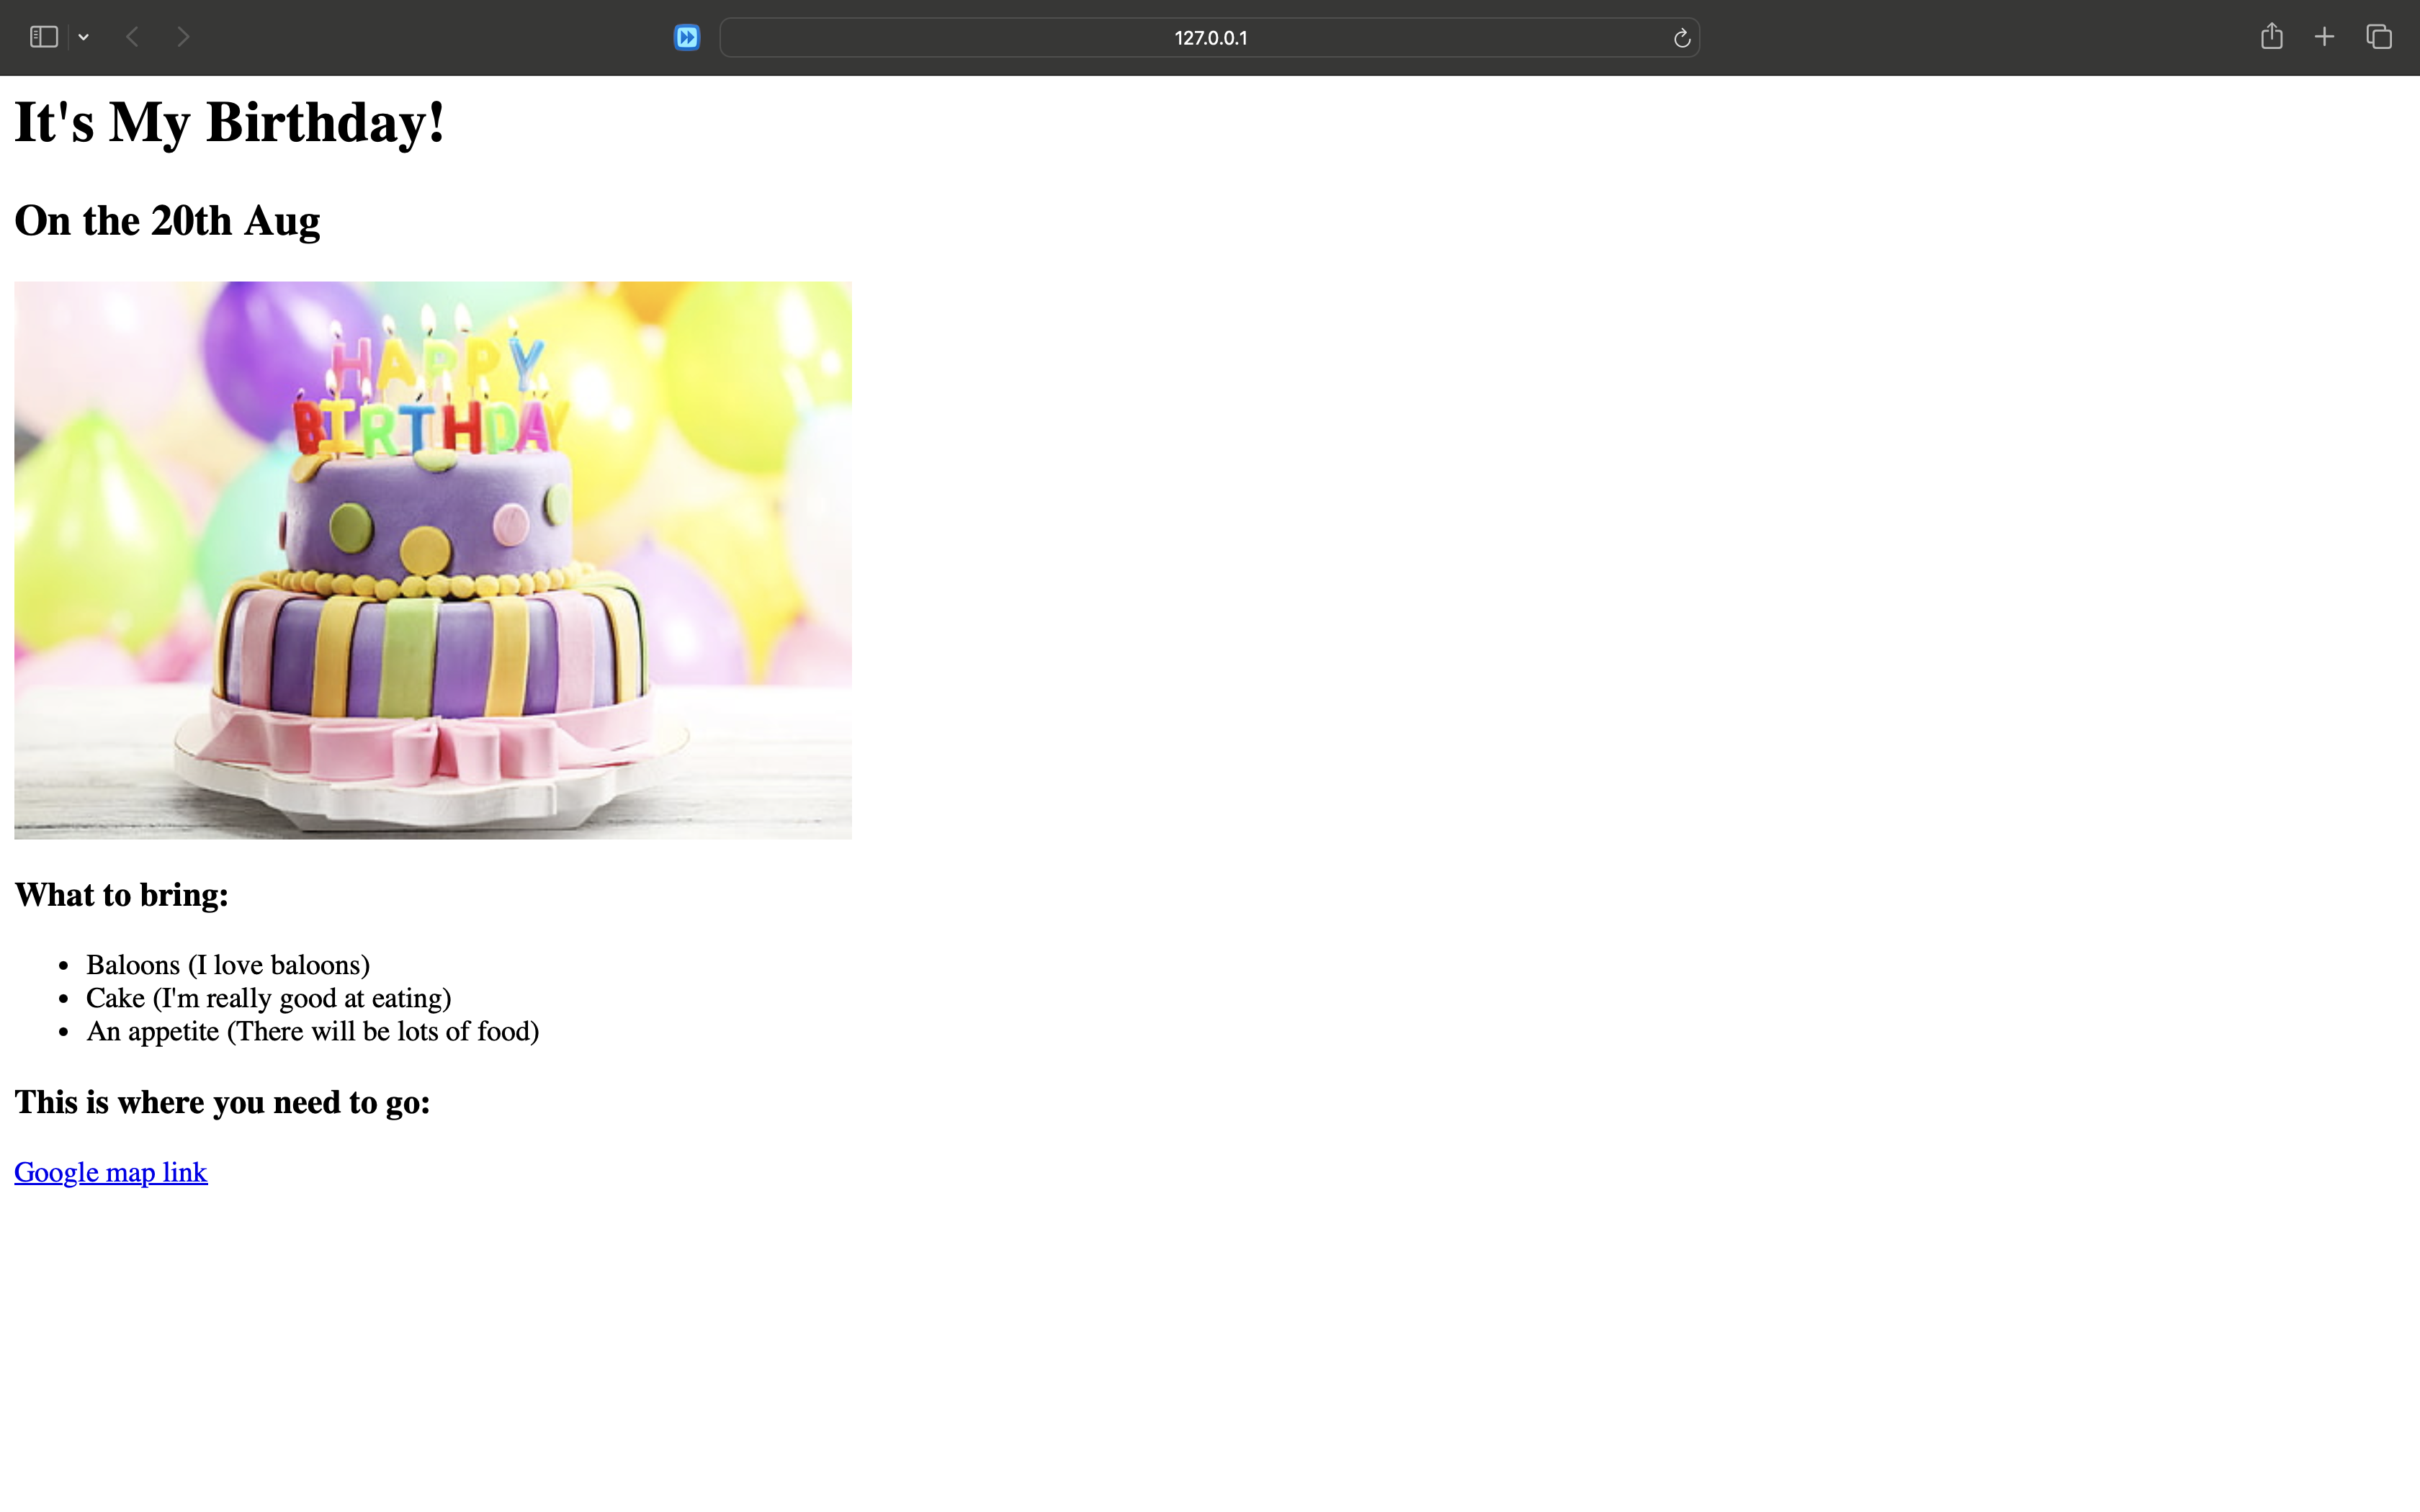 127.0.0.1
It's My Birthday!
On the 20th Aug
HAPPY
BIRTHDAY
What to bring:
Baloons (I love baloons)
Cake (I'm really good at eating)
An appetite (There will be lots of food)
This is where you need to go:
Google map link